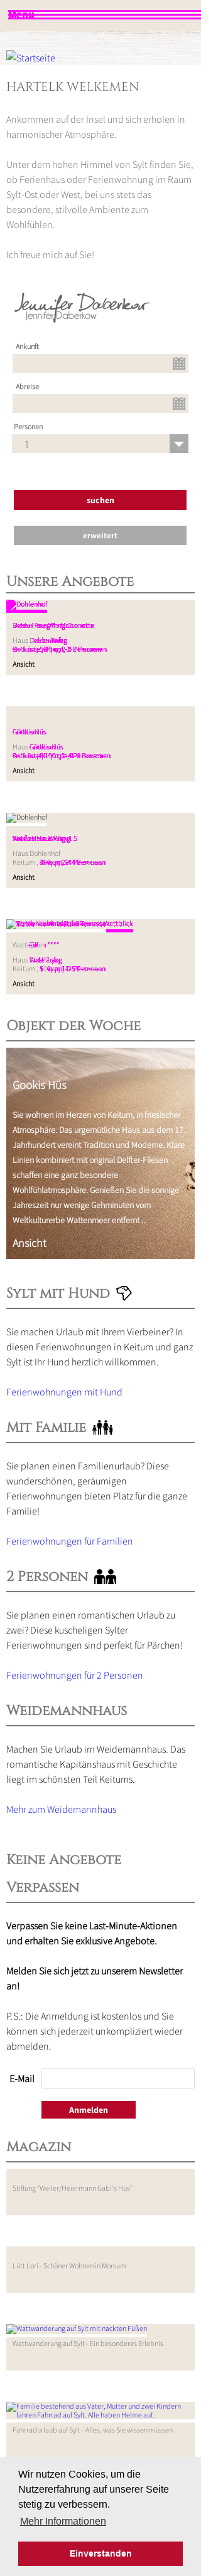 Menu
Startseite
HARTELK WELKEMEN
Ankommen auf der Insel und sich erholen in
harmonischer Atmosphäre.
Unter dem hohen Himmel von Sylt finden Sie,
ob Ferienhaus oder Ferienwohnung im Raum
Sylt-Ost oder West, bei uns stets das
besondere, stilvolle Ambiente zum
Wohlfühlen.
Ich freue mich auf Sie!
Jennifer Daberkow
Jennifer Daberkow
Ankunft
Abreise
Personen
1
suchen
erweitert
UNSERE ANGEBOTE
Dohlenhof
Haus
Ansicht
Haus
Ansicht
Dohlenhof
Haus Dohlenhof
Keitum ,
Ansicht
Haus
Keitum ,
Ansicht
OBJEKT DER WOCHE
Gookis Hüs
Sie wohnen im Herzen von Keitum, in friesischer
Atmosphäre. Das urgemütliche Haus aus dem 17.
Jahrhundert vereint Tradition und Moderne. Klare
Linien kombiniert mit original Delfter-Fliesen
schaffen eine ganz besondere
Wohlfühlatmosphäre. Genießen Sie die sonnige
Jahreszeit nur wenige Gehminuten vom
Weltkulturerbe Wattenmeer entfernt ...
Ansicht
SYLT MIT HUND
Sie machen Urlaub mit Ihrem Vierbeiner? In
diesen Ferienwohnungen in Keitum und ganz
Sylt ist Ihr Hund herzlich willkommen.
Ferienwohnungen mit Hund
MIT FAMILIE
Sie planen einen Familienurlaub? Diese
wunderschönen, geräumigen
Ferienwohnungen bieten Platz für die ganze
Familie!
Ferienwohnungen für Familien
2 PERSONEN
Sie planen einen romantischen Urlaub zu
zwei? Diese kuscheligen Sylter
Ferienwohnungen sind perfekt für Pärchen!
Ferienwohnungen für 2 Personen
WEIDEMANNHAUS
Machen Sie Urlaub im Weidemannhaus. Das
romantische Kapitänshaus mit Geschichte
liegt im schönsten Teil Keitums.
Mehr zum Weidemannhaus
KEINE ANGEBOTE
VERPASSEN
Verpassen Sie keine Last-Minute-Aktionen
und erhalten Sie exklusive Angebote.
Melden Sie sich jetzt zu unserem Newsletter
an!
P.S.: Die Anmeldung ist kostenlos und Sie
können sich jederzeit unkompliziert wieder
abmelden.
E-Mail
Anmelden
MAGAZIN
Stiftung "Weiler/Heiermann Gabi's Hüs"
Lütt Lori - Schöner Wohnen in Morsum
Wattwanderung auf Sylt mit nackten Füßen
Wattwanderung auf Sylt - Ein besonderes Erlebnis
Familie bestehend aus Vater, Mutter und zwei Kindern
fahren Fahrrad auf Sylt. Alle haben Helme auf.
Fahrradurlaub auf Sylt - Alles, was Sie wissen müssen
Wir nutzen Cookies, um die
Nutzererfahrung auf unserer Seite
stetig zu verbessern.
Mehr Informationen
Einverstanden